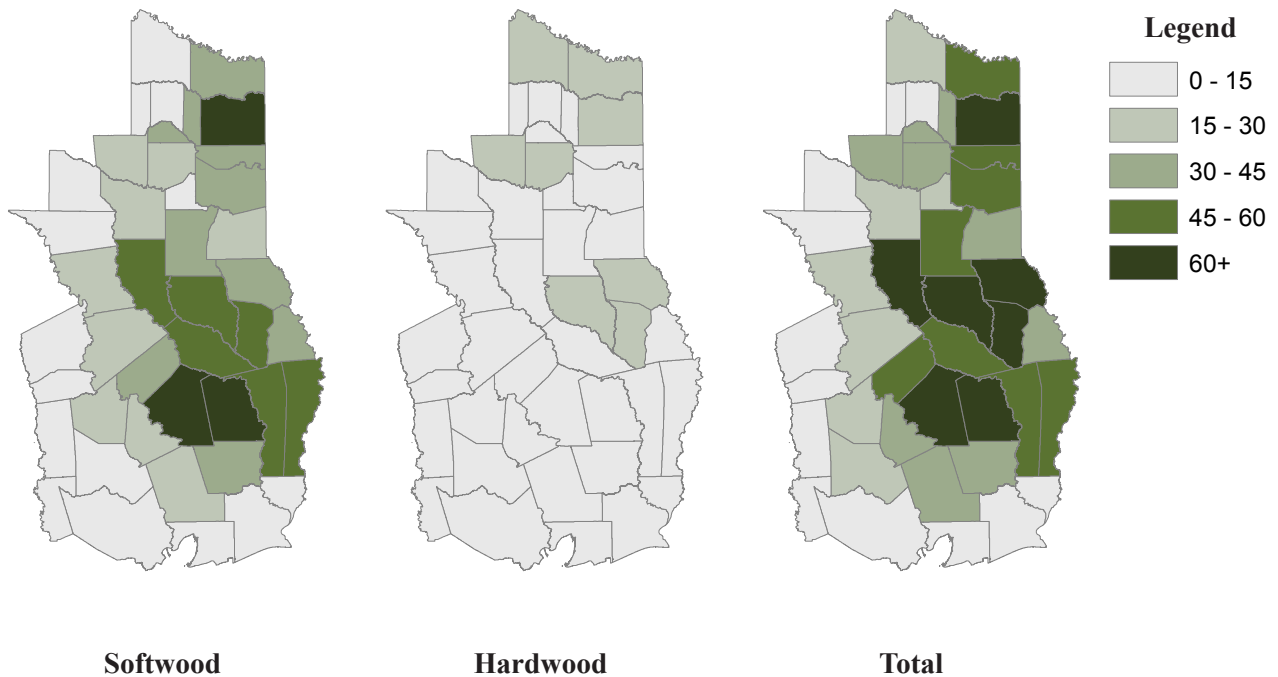 Legend
0 - 15
15 - 30
30 - 45
45 - 60
60+
Softwood
Hardwood
Total